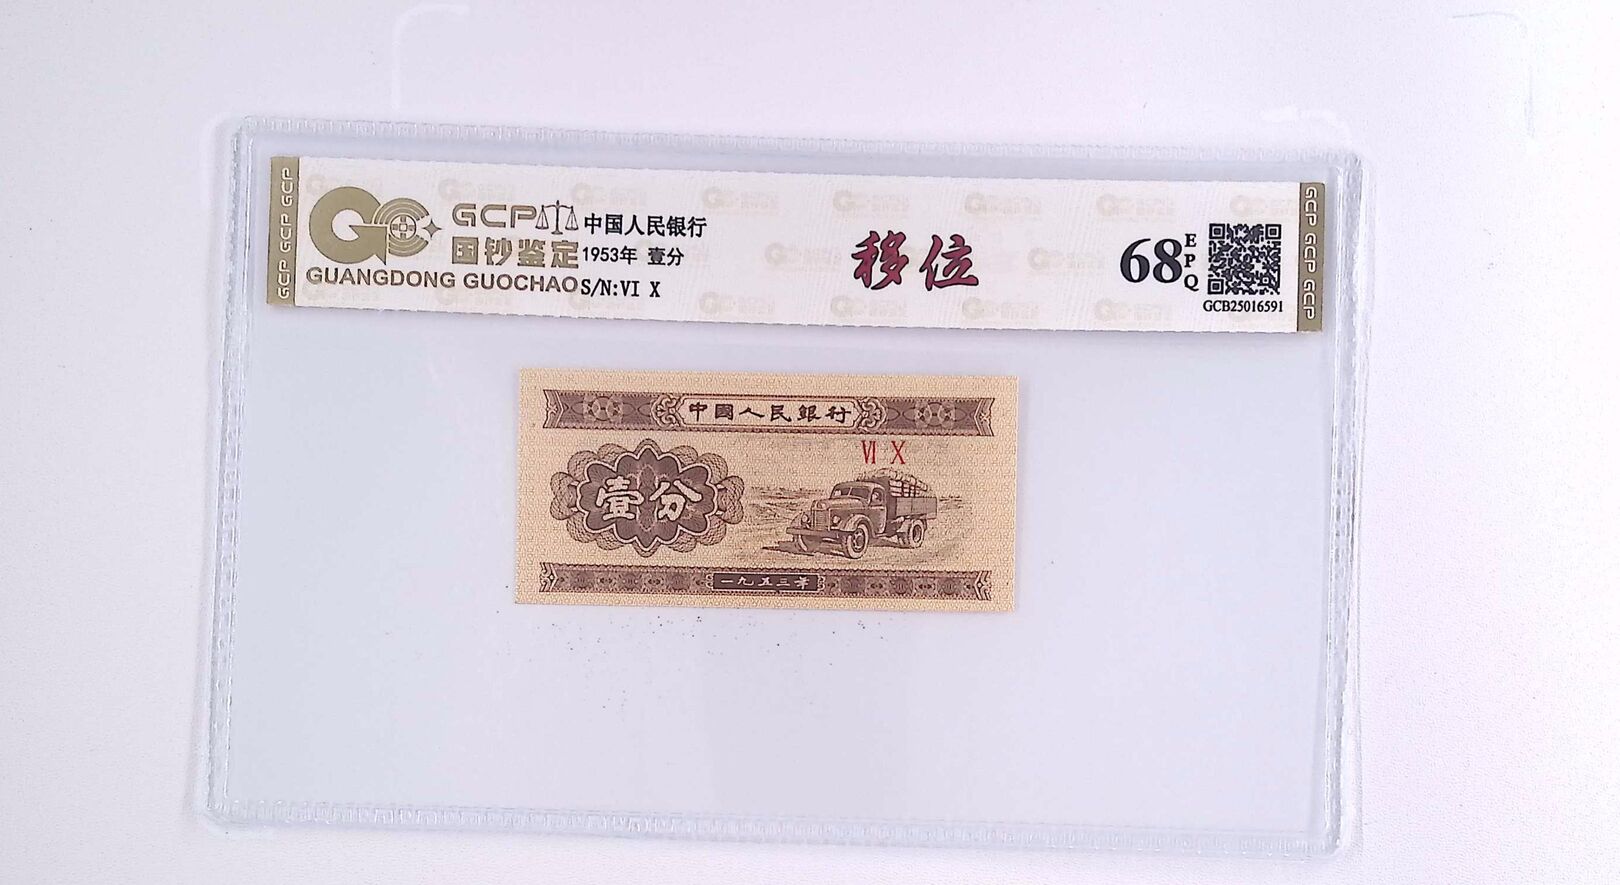 GCP GCP GCP
GCP
国钞鉴定
GUANGDONG GUOCHAO
中国人民银行
1953年 壹分
S/N:VI X
移位
68
EPQ
GCB25016591
GCP GCP GCP
中国人民銀行
VI X
壹分
一九五三年